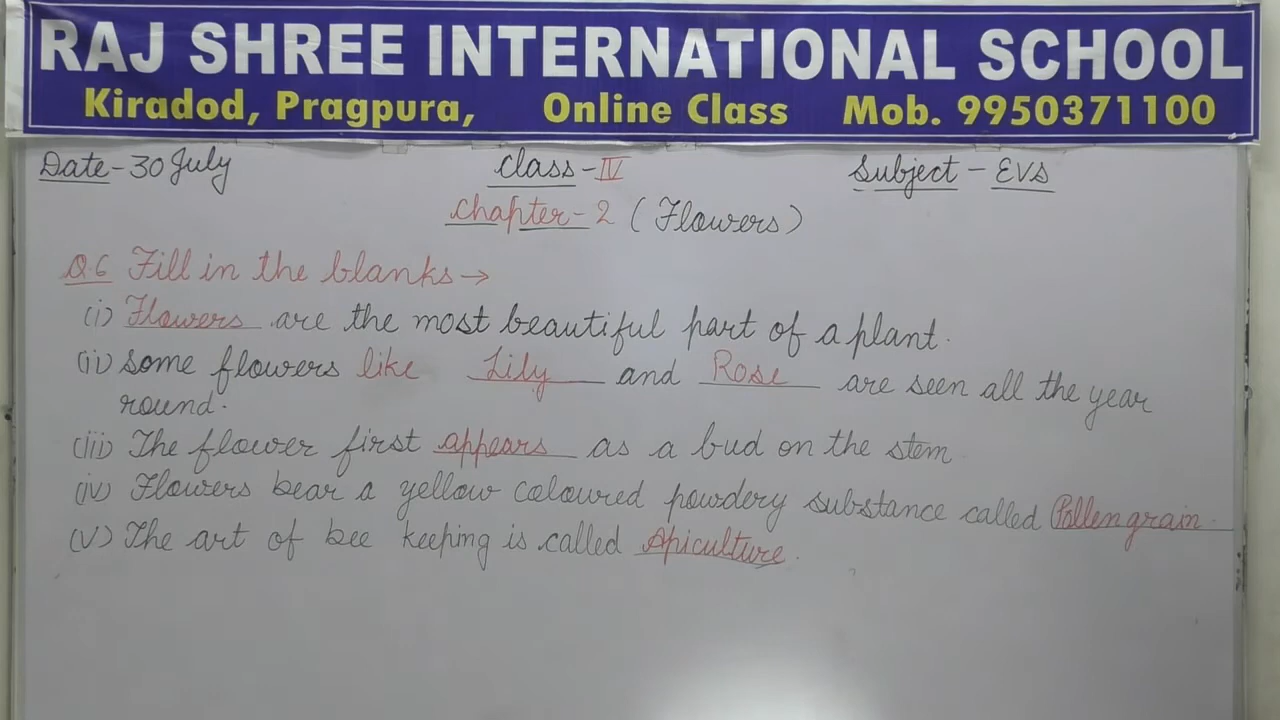 RAJ SHREE INTERNATIONAL SCHOOL
Kiradod, Pragpura, Online Class Mob. 9950371100
Date-30 July Class-IV Subject-EVS
Chapter-2 (Flowers)
Q.6 Fill in the blanks→
(i) Flowers are the most beautiful part of a plant.
(ii) Some flowers like Lily and Rose are seen all the year
round.
(iii) The flower first appears as a bud on the stem
(iv) Flowers bear a yellow coloured powdery substance called Pollen grain.
(v) The art of bee keeping is called Apiculture.